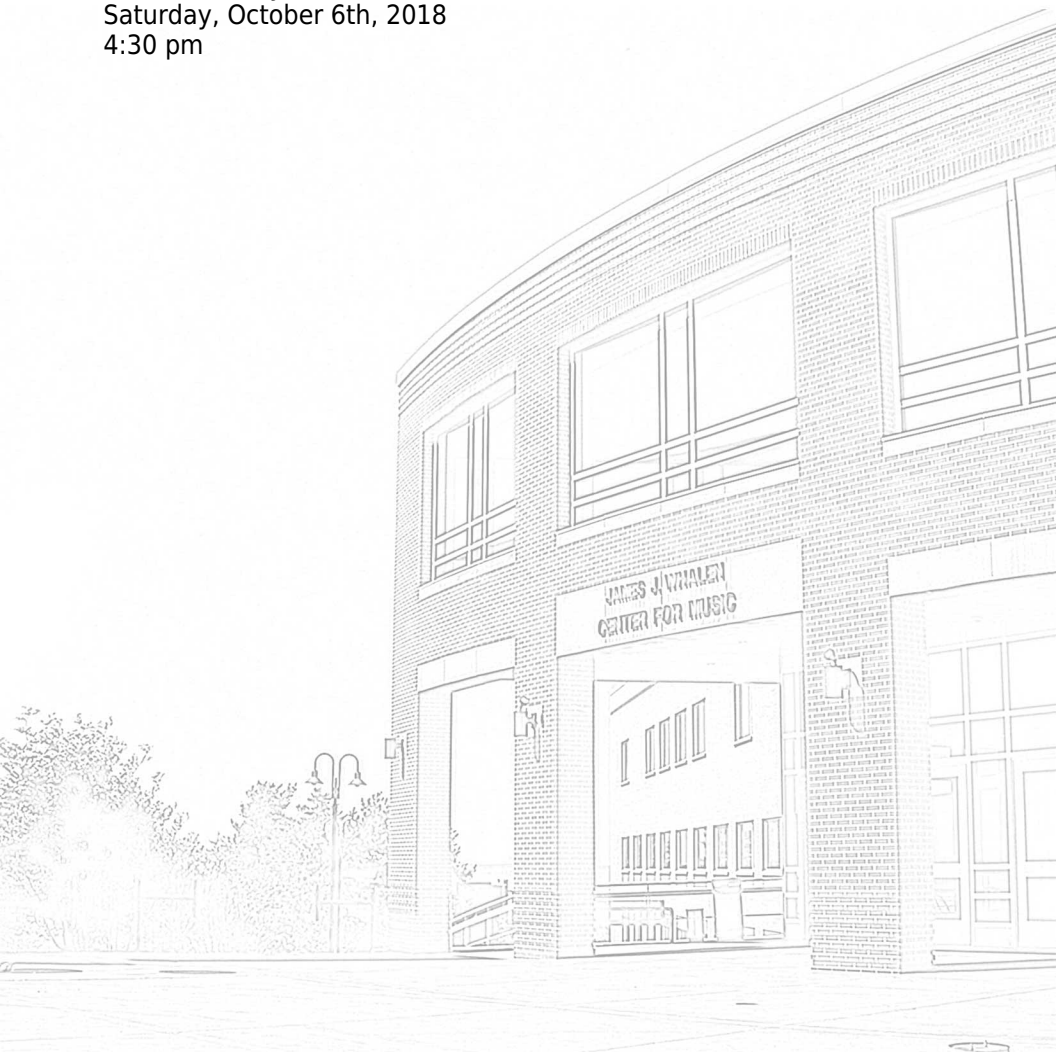 Saturday, October 6th, 2018
4:30 pm
JAMES J. WHALEN
CENTER FOR MUSIC